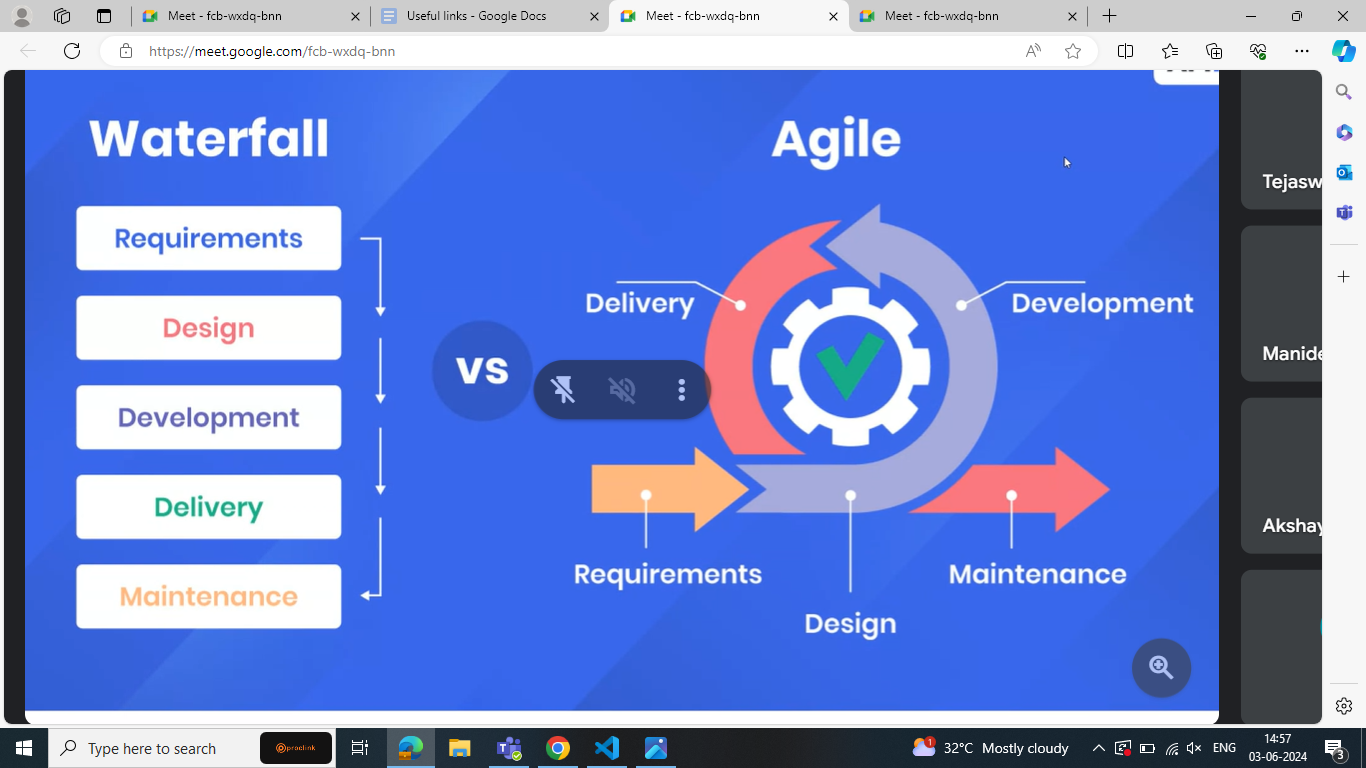 Meet - fcb-wxdq-bnn
Useful links - Google Docs
Meet - fcb-wxdq-bnn
Meet - fcb-wxdq-bnn
https://meet.google.com/fcb-wxdq-bnn
Waterfall
Requirements
Design
Development
Delivery
Maintenance
VS
Agile
Delivery
Development
Requirements
Design
Maintenance
Tejasw
Manide
Akshay
Type here to search
proclink
1
32°C Mostly cloudy
ENG
14:57
03-06-2024
3